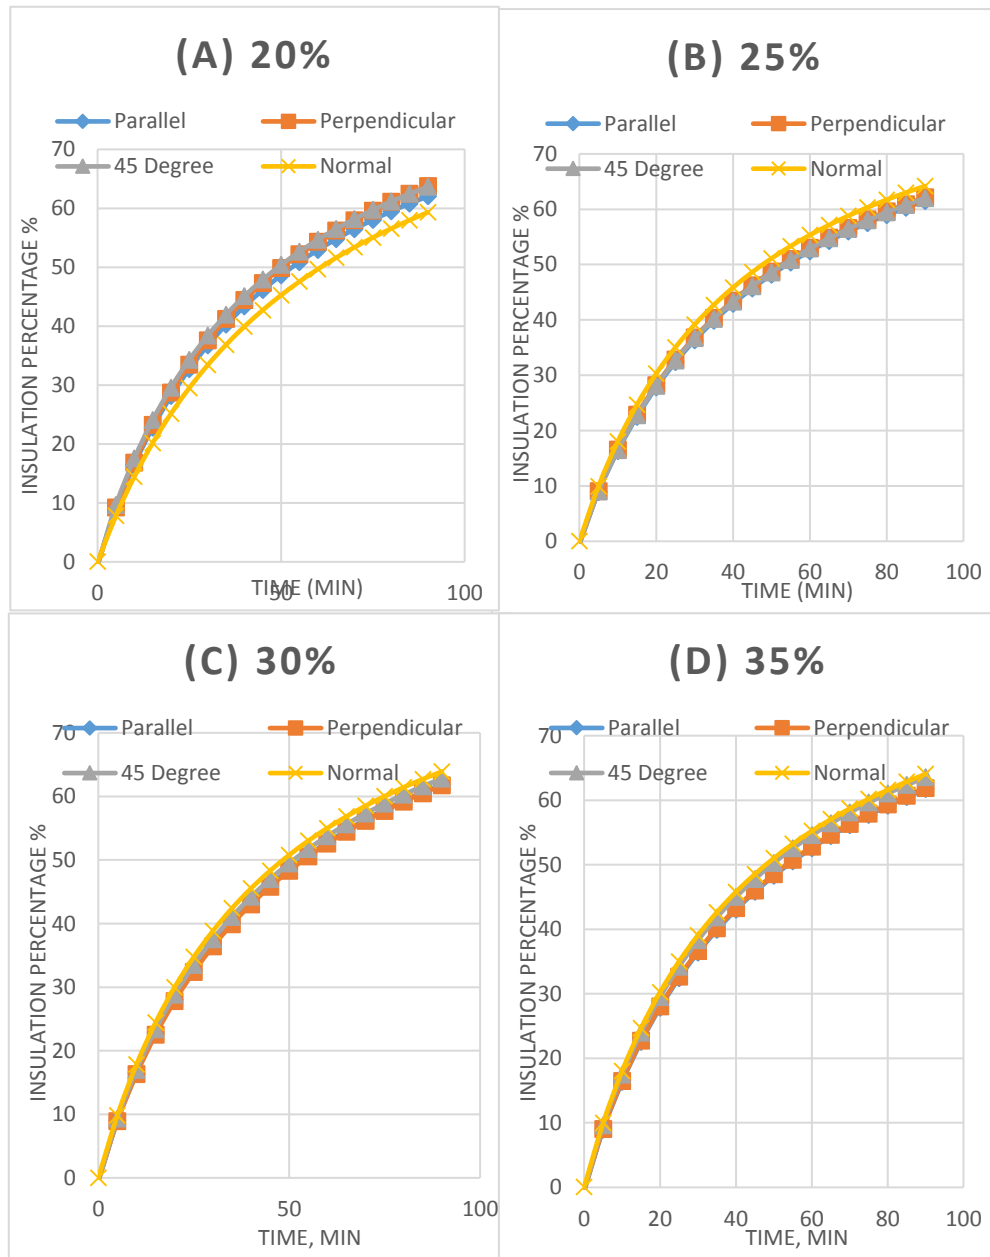 (A) 20%
Parallel
Perpendicular
45 Degree
Normal
INSULATION PERCENTAGE %
70
60
50
40
30
20
10
0
0 50 100
TIME (MIN)
(B) 25%
Parallel
Perpendicular
45 Degree
Normal
INSULATION PERCENTAGE %
70
60
50
40
30
20
10
0
0 20 40 60 80 100
TIME (MIN)
(C) 30%
Parallel
Perpendicular
45 Degree
Normal
INSULATION PERCENTAGE %
70
60
50
40
30
20
10
0
0 50 100
TIME, MIN
(D) 35%
Parallel
Perpendicular
45 Degree
Normal
INSULATION PERCENTAGE %
70
60
50
40
30
20
10
0
0 20 40 60 80 100
TIME, MIN